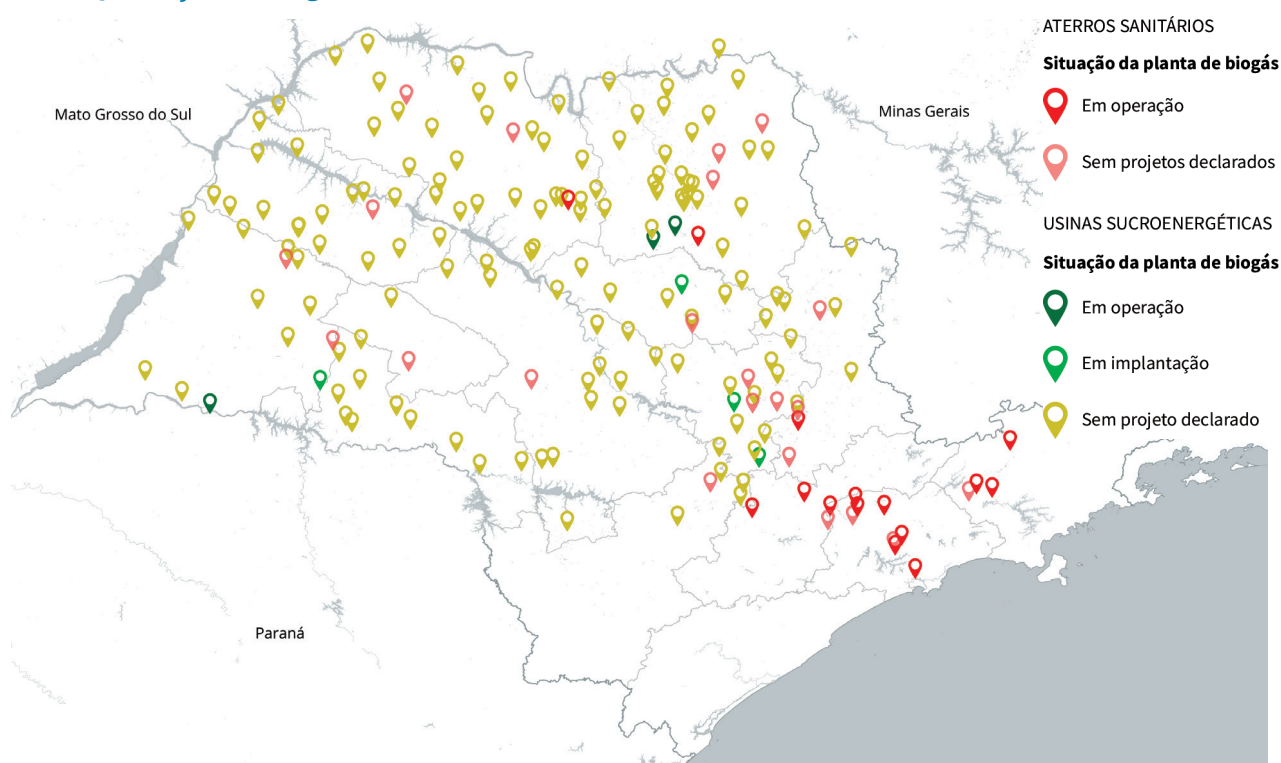 Mato Grosso do Sul
Minas Gerais
Paraná
ATERROS SANITÁRIOS
Situação da planta de biogás
Em operação
Sem projetos declarados
USINAS SUCROENERGÉTICAS
Situação da planta de biogás
Em operação
Em implantação
Sem projeto declarado